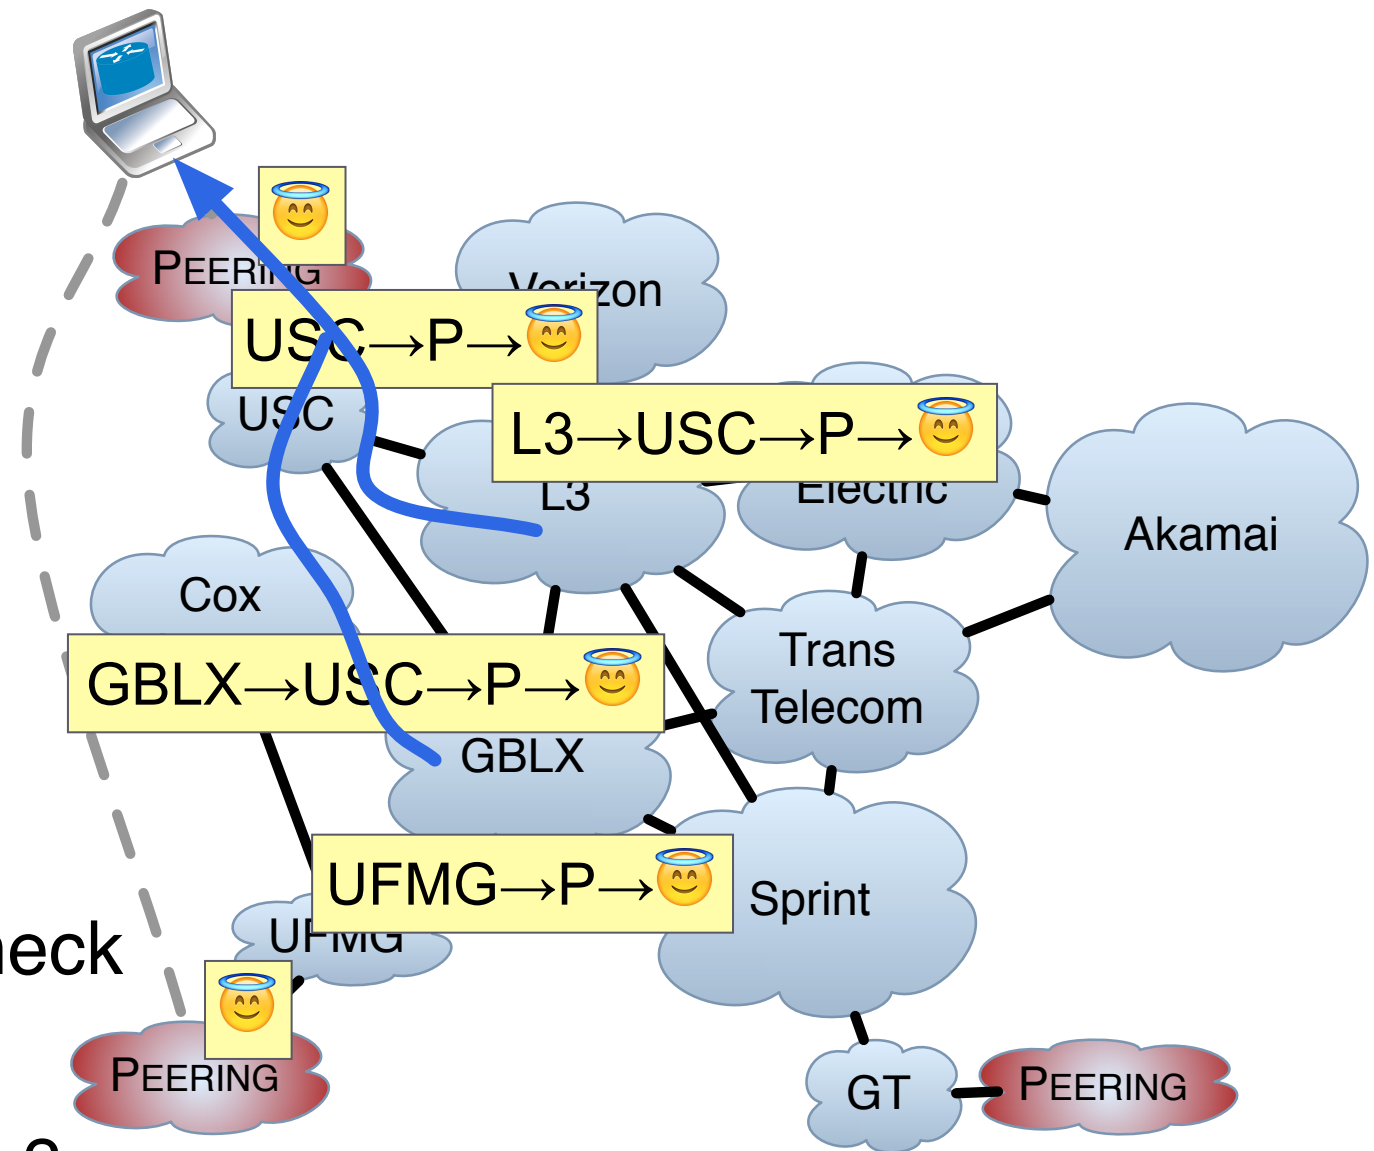 PEERING
Verizon
USC→P→😇
USC
L3→USC→P→😇
L3
Electric
Akamai
Cox
Trans
Telecom
GBLX→USC→P→😇
GBLX
UFMG→P→😇
Sprint
UFMG
PEERING
GT
PEERING